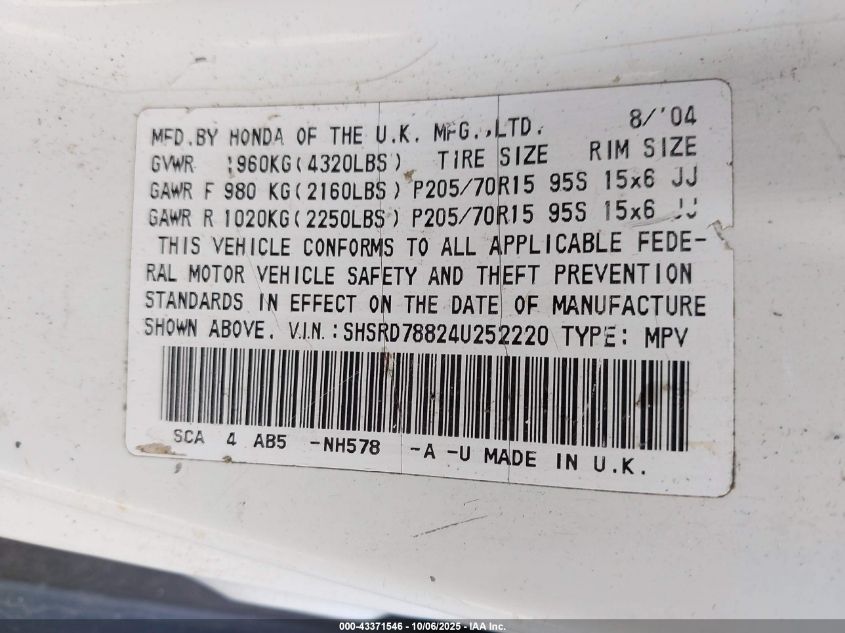 MFD.BY HONDA OF THE U.K. MFG.,LTD. 8/'04
GVWR 1960KG(4320LBS) TIRE SIZE RIM SIZE
GAWR F 980 KG(2160LBS) P205/70R15 95S 15x6 JJ
GAWR R 1020KG(2250LBS) P205/70R15 95S 15x6 JJ
THIS VEHICLE CONFORMS TO ALL APPLICABLE FEDE-
RAL MOTOR VEHICLE SAFETY AND THEFT PREVENTION
STANDARDS IN EFFECT ON THE DATE OF MANUFACTURE
SHOWN ABOVE. V.I.N.:SHSRD78824U252220 TYPE: MPV
SCA 4 AB5 -NH578 -A -U MADE IN U.K.
000-43371546 - 10/06/2025 - IAA Inc.